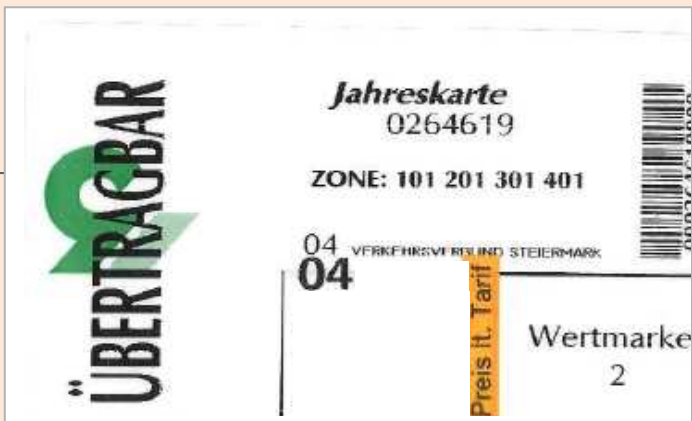 ÜBERTRAGBAR
Jahreskarte
0264619
ZONE: 101 201 301 401
04 VERKEHRSVERBUND STEIERMARK
04
Preis lt. Tarif
Wertmarke
2